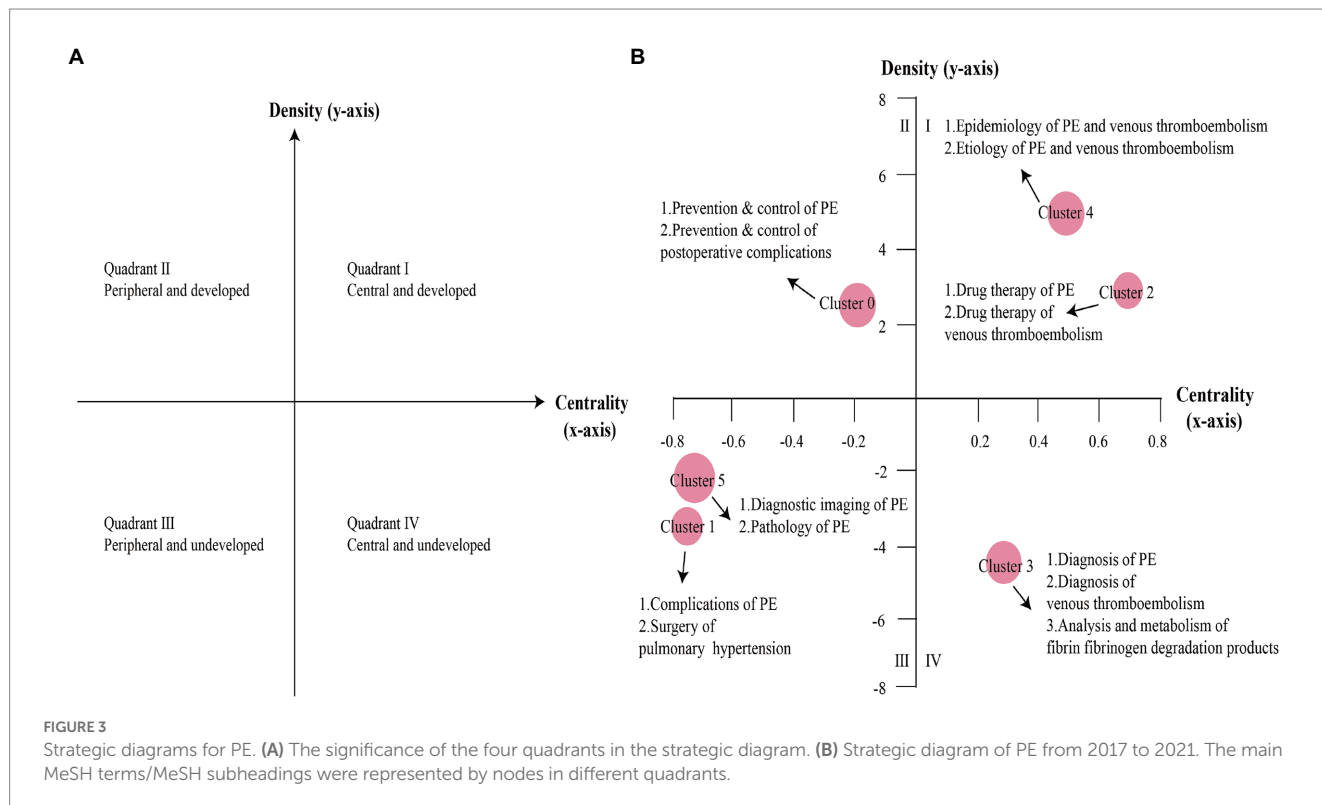 A
Density (y-axis)
Quadrant II
Peripheral and developed
Quadrant I
Central and developed
Centrality
(x-axis)
Quadrant III
Peripheral and undeveloped
Quadrant IV
Central and undeveloped
B
Density (y-axis)
8
6
4
2
-2
-4
-6
-8
II
I
III
IV
-0.8
-0.6
-0.4
-0.2
0.2
0.4
0.6
0.8
Centrality
(x-axis)
1.Epidemiology of PE and venous thromboembolism
2.Etiology of PE and venous thromboembolism
Cluster 4
1.Prevention & control of PE
2.Prevention & control of
postoperative complications
Cluster 0
1.Drug therapy of PE
2.Drug therapy of
venous thromboembolism
Cluster 2
Cluster 5
1.Diagnostic imaging of PE
2.Pathology of PE
Cluster 1
1.Complications of PE
2.Surgery of
pulmonary hypertension
Cluster 3
1.Diagnosis of PE
2.Diagnosis of
venous thromboembolism
3.Analysis and metabolism of
fibrin fibrinogen degradation products
FIGURE 3
Strategic diagrams for PE. (A) The significance of the four quadrants in the strategic diagram. (B) Strategic diagram of PE from 2017 to 2021. The main
MeSH terms/MeSH subheadings were represented by nodes in different quadrants.